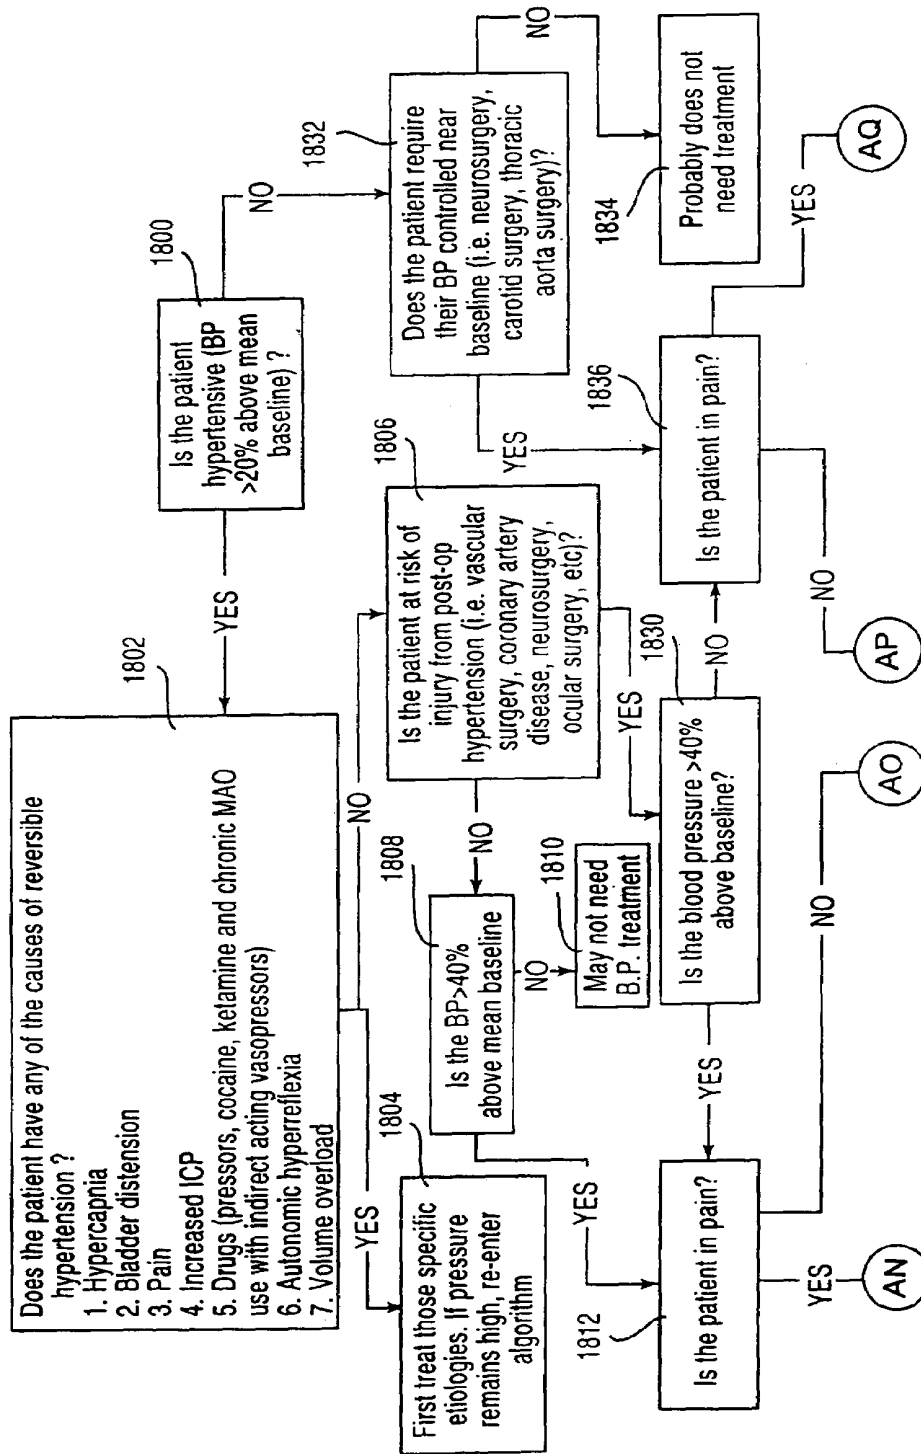 1800
Is the patient
hypertensive (BP
>20% above mean
baseline) ?
YES
NO
1802
Does the patient have any of the causes of reversible
hypertension ?
1. Hypercapnia
2. Bladder distension
3. Pain
4. Increased ICP
5. Drugs (pressors, cocaine, ketamine and chronic MAO
use with indirect acting vasopressors)
6. Autonomic hyperreflexia
7. Volume overload
YES
NO
1804
First treat those specific
etiologies. If pressure
remains high, re-enter
algorithm
1806
Is the patient at risk of
injury from post-op
hypertension (i.e. vascular
surgery, coronary artery
disease, neurosurgery,
ocular surgery, etc)?
NO
YES
1832
Does the patient require
their BP controlled near
baseline (i.e. neurosurgery,
carotid surgery, thoracic
aorta surgery)?
YES
NO
1808
Is the BP>40%
above mean baseline
YES
NO
1810
May not need
B.P. treatment
1834
Probably does not
need treatment
1812
Is the patient in pain?
YES
NO
1830
Is the blood pressure >40%
above baseline?
YES
NO
1836
Is the patient in pain?
NO
YES
AN
AO
AP
AQ